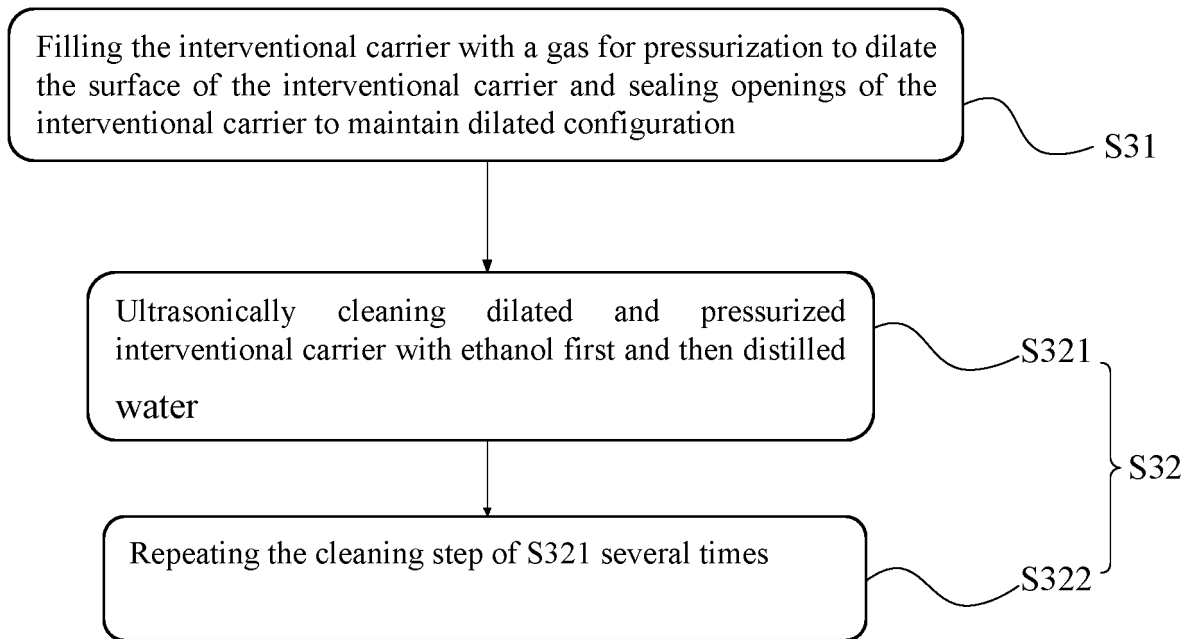 Filling the interventional carrier with a gas for pressurization to dilate
the surface of the interventional carrier and sealing openings of the
interventional carrier to maintain dilated configuration
S31
Ultrasonically cleaning dilated and pressurized
interventional carrier with ethanol first and then distilled
water
S321
S32
Repeating the cleaning step of S321 several times
S322